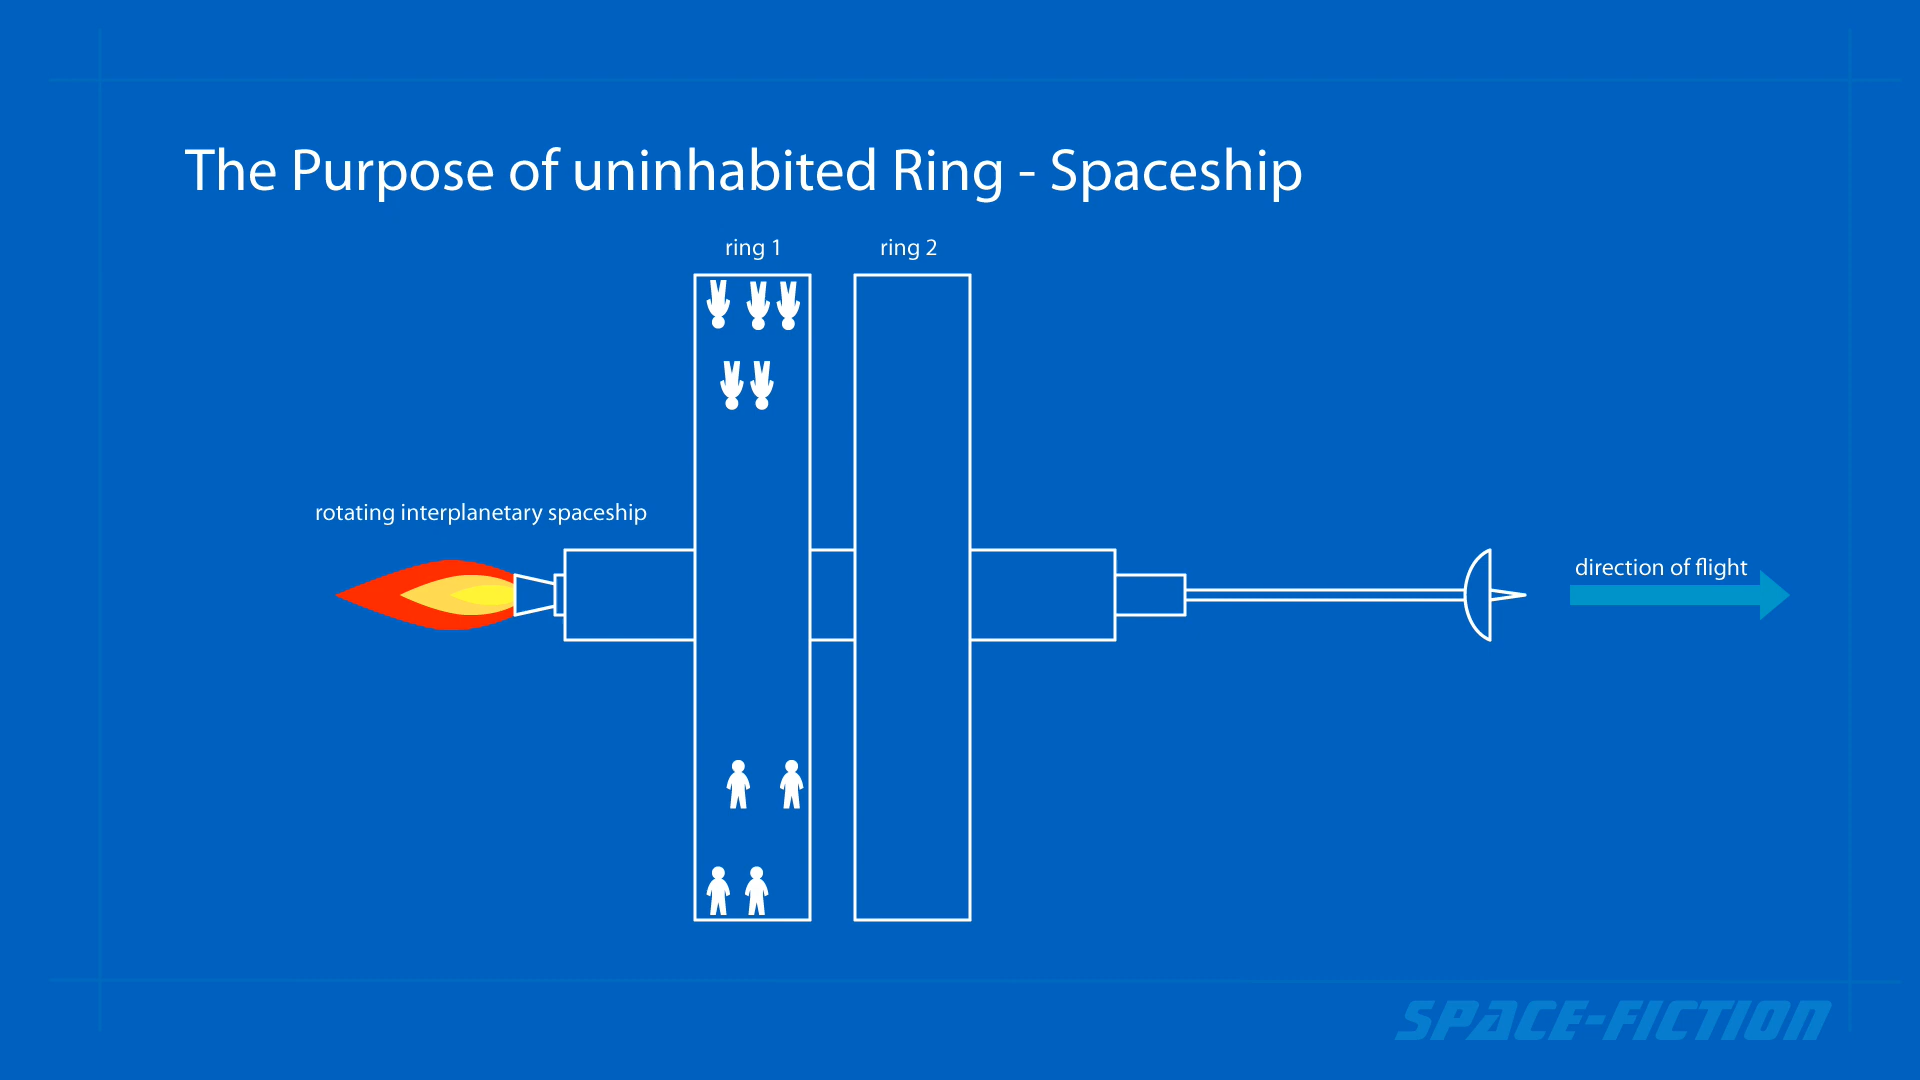 The Purpose of uninhabited Ring - Spaceship
ring 1
ring 2
rotating interplanetary spaceship
direction of flight
SPACE-FICTION